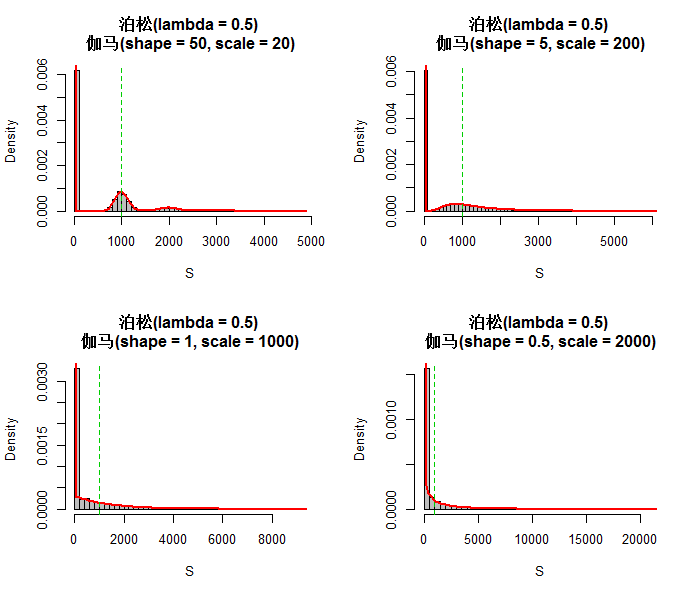 泊松(lambda = 0.5)
伽马(shape = 50, scale = 20)
Density
0.000 0.002 0.004 0.006
0 1000 2000 3000 4000 5000
S
泊松(lambda = 0.5)
伽马(shape = 5, scale = 200)
Density
0.000 0.002 0.004 0.006
0 1000 3000 5000
S
泊松(lambda = 0.5)
伽马(shape = 1, scale = 1000)
Density
0.0000 0.0015 0.0030
0 2000 4000 6000 8000
S
泊松(lambda = 0.5)
伽马(shape = 0.5, scale = 2000)
Density
0.0000 0.0010
0 5000 10000 15000 20000
S